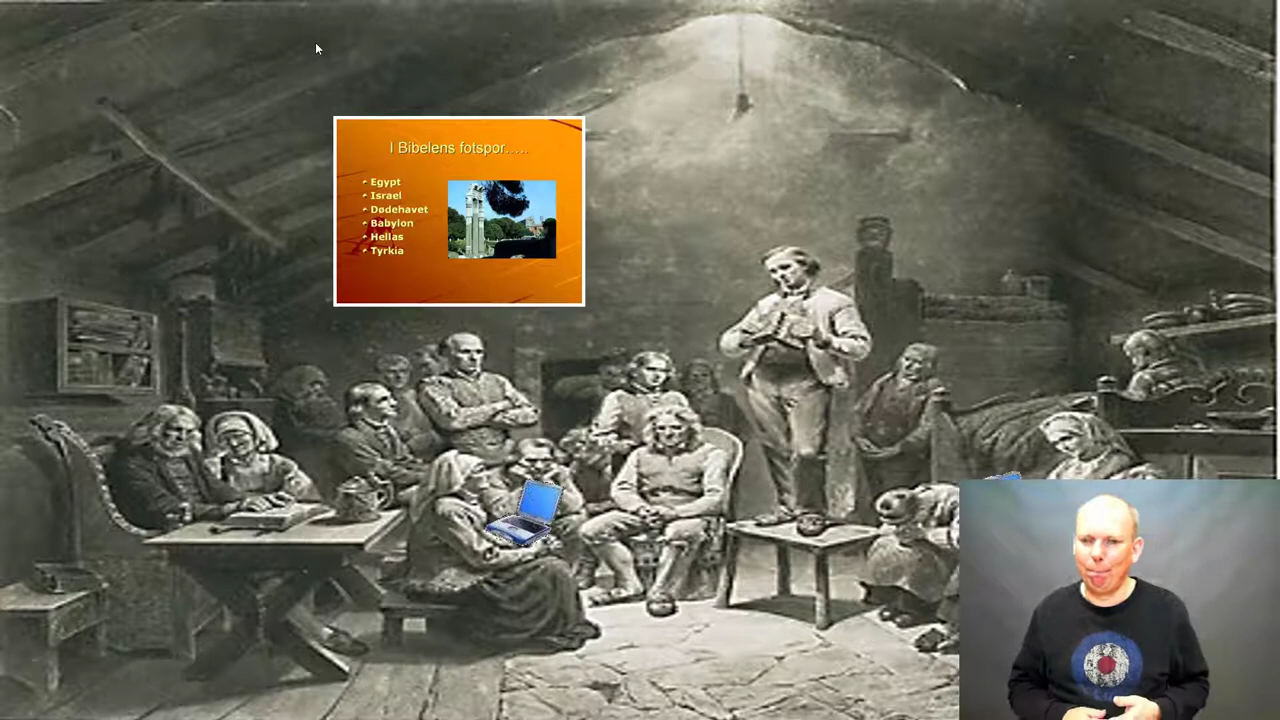 I Bibelens fotspor…..
Egypt
Israel
Dødehavet
Babylon
Hellas
Tyrkia